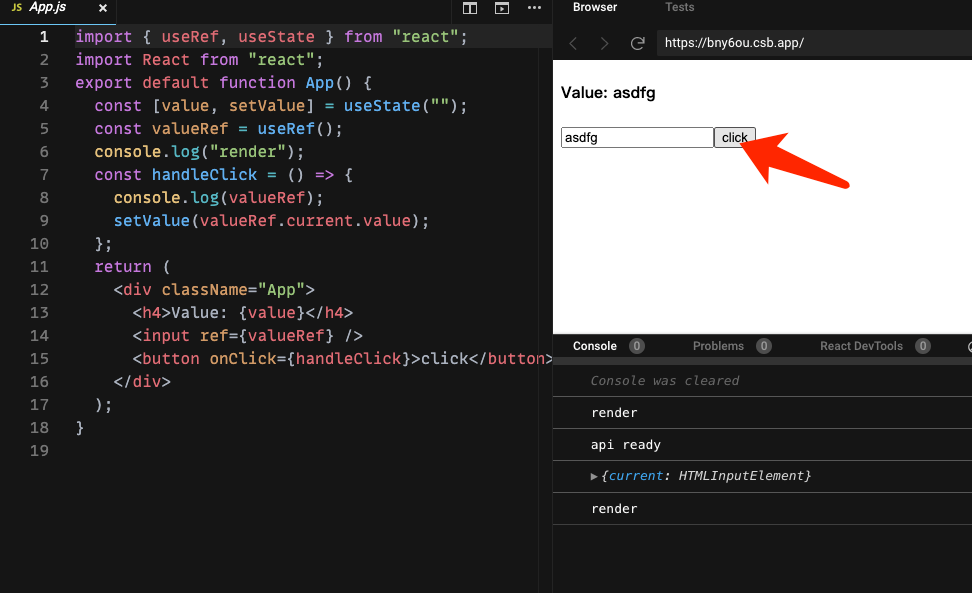 JS App.js ×
1 import { useRef, useState } from "react";
2 import React from "react";
3 export default function App() {
4   const [value, setValue] = useState("");
5   const valueRef = useRef();
6   console.log("render");
7   const handleClick = () => {
8     console.log(valueRef);
9     setValue(valueRef.current.value);
10   };
11   return (
12     <div className="App">
13       <h4>Value: {value}</h4>
14       <input ref={valueRef} />
15       <button onClick={handleClick}>click</button>
16     </div>
17   );
18 }
19
Browser Tests
https://bny6ou.csb.app/
Value: asdfg
asdfg click
Console 0 Problems 0 React DevTools 0
Console was cleared
render
api ready
▶ {current: HTMLInputElement}
render